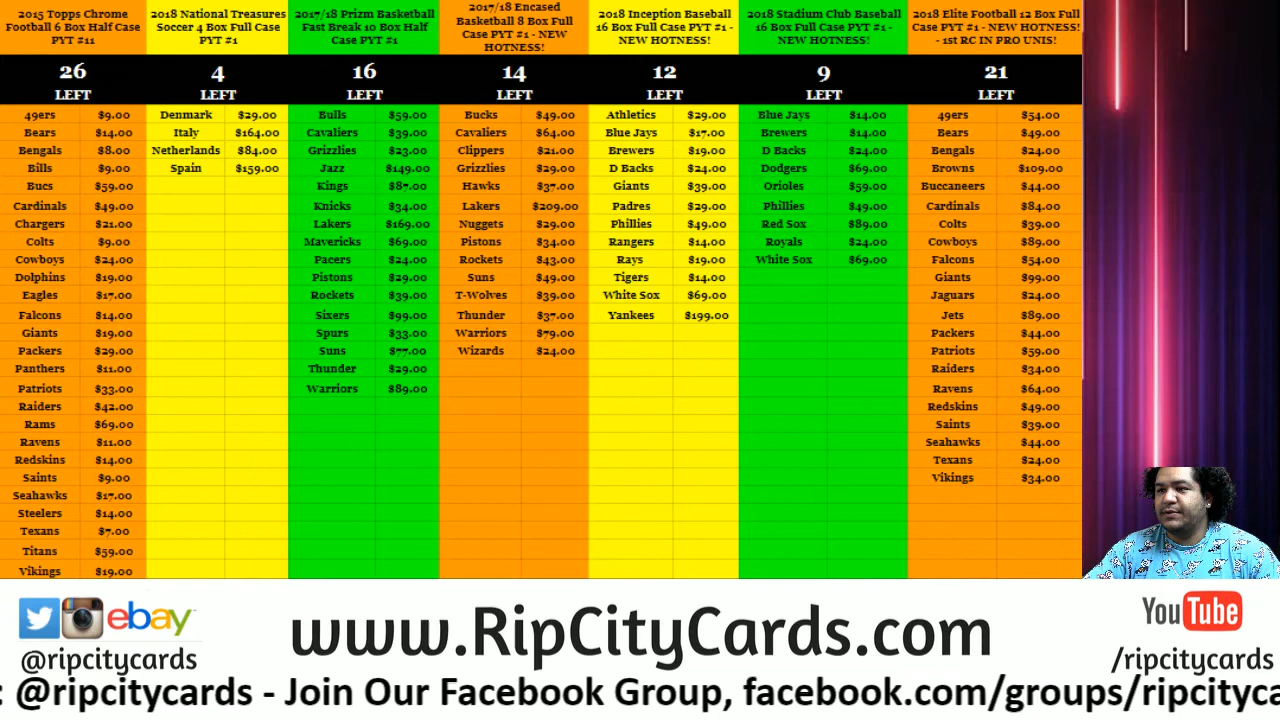 2015 Topps Chrome
Football 6 Box Half Case
PYT #11
26
LEFT
49ers $9.00
Bears $14.00
Bengals $8.00
Bills $9.00
Bucs $59.00
Cardinals $49.00
Chargers $21.00
Colts $9.00
Cowboys $24.00
Dolphins $19.00
Eagles $17.00
Falcons $14.00
Giants $19.00
Packers $29.00
Panthers $11.00
Patriots $33.00
Raiders $42.00
Rams $69.00
Ravens $11.00
Redskins $14.00
Saints $9.00
Seahawks $17.00
Steelers $14.00
Texans $7.00
Titans $59.00
Vikings $19.00
2018 National Treasures
Soccer 4 Box Full Case
PYT #1
4
LEFT
Denmark $29.00
Italy $164.00
Netherlands $84.00
Spain $159.00
2017/18 Prizm Basketball
Fast Break 10 Box Half
Case PYT #1
16
LEFT
Bulls $59.00
Cavaliers $39.00
Grizzlies $23.00
Jazz $149.00
Kings $87.00
Knicks $34.00
Lakers $169.00
Mavericks $69.00
Pacers $24.00
Pistons $29.00
Rockets $39.00
Sixers $99.00
Spurs $33.00
Suns $77.00
Thunder $29.00
Warriors $89.00
2017/18 Encased
Basketball 8 Box Full
Case PYT #1 - NEW
HOTNESS!
14
LEFT
Bucks $49.00
Cavaliers $64.00
Clippers $21.00
Grizzlies $29.00
Hawks $37.00
Lakers $209.00
Nuggets $29.00
Pistons $34.00
Rockets $43.00
Suns $49.00
T-Wolves $39.00
Thunder $37.00
Warriors $79.00
Wizards $24.00
2018 Inception Baseball
16 Box Full Case PYT #1 -
NEW HOTNESS!
12
LEFT
Athletics $29.00
Blue Jays $17.00
Brewers $19.00
D Backs $24.00
Giants $39.00
Padres $29.00
Phillies $49.00
Rangers $14.00
Rays $19.00
Tigers $14.00
White Sox $69.00
Yankees $199.00
2018 Stadium Club Baseball
16 Box Full Case PYT #1 -
NEW HOTNESS!
9
LEFT
Blue Jays $14.00
Brewers $14.00
D Backs $24.00
Dodgers $69.00
Orioles $59.00
Phillies $49.00
Red Sox $89.00
Royals $24.00
White Sox $69.00
2018 Elite Football 12 Box Full
Case PYT #1 - NEW HOTNESS!
- 1st RC IN PRO UNIS!
21
LEFT
49ers $54.00
Bears $49.00
Bengals $24.00
Browns $109.00
Buccaneers $44.00
Cardinals $84.00
Colts $39.00
Cowboys $89.00
Falcons $54.00
Giants $99.00
Jaguars $24.00
Jets $89.00
Packers $44.00
Patriots $59.00
Raiders $34.00
Ravens $64.00
Redskins $49.00
Saints $39.00
Seahawks $44.00
Texans $24.00
Vikings $34.00
ebay
@ripcitycards
www.RipCityCards.com
YouTube
/ripcitycards
: @ripcitycards - Join Our Facebook Group, facebook.com/groups/ripcityca